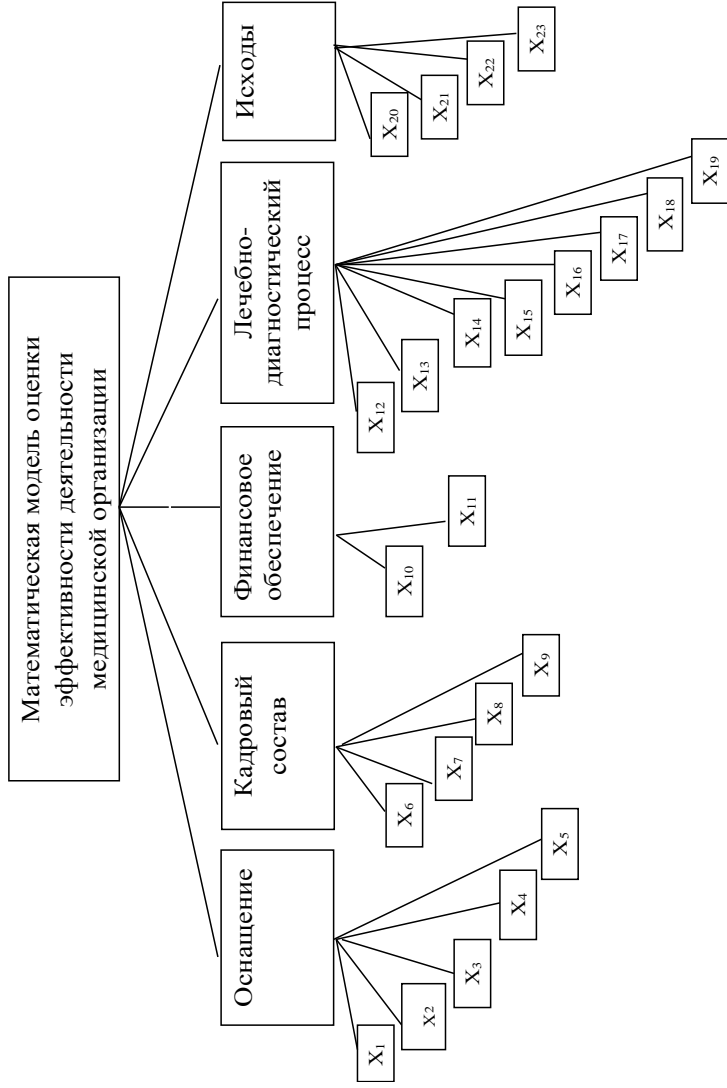 Математическая модель оценки
эффективности деятельности
медицинской организации
Оснащение
Кадровый
состав
Финансовое
обеспечение
Лечебно-
диагностический
процесс
Исходы
X1
X2
X3
X4
X5
X6
X7
X8
X9
X10
X11
X12
X13
X14
X15
X16
X17
X18
X19
X20
X21
X22
X23